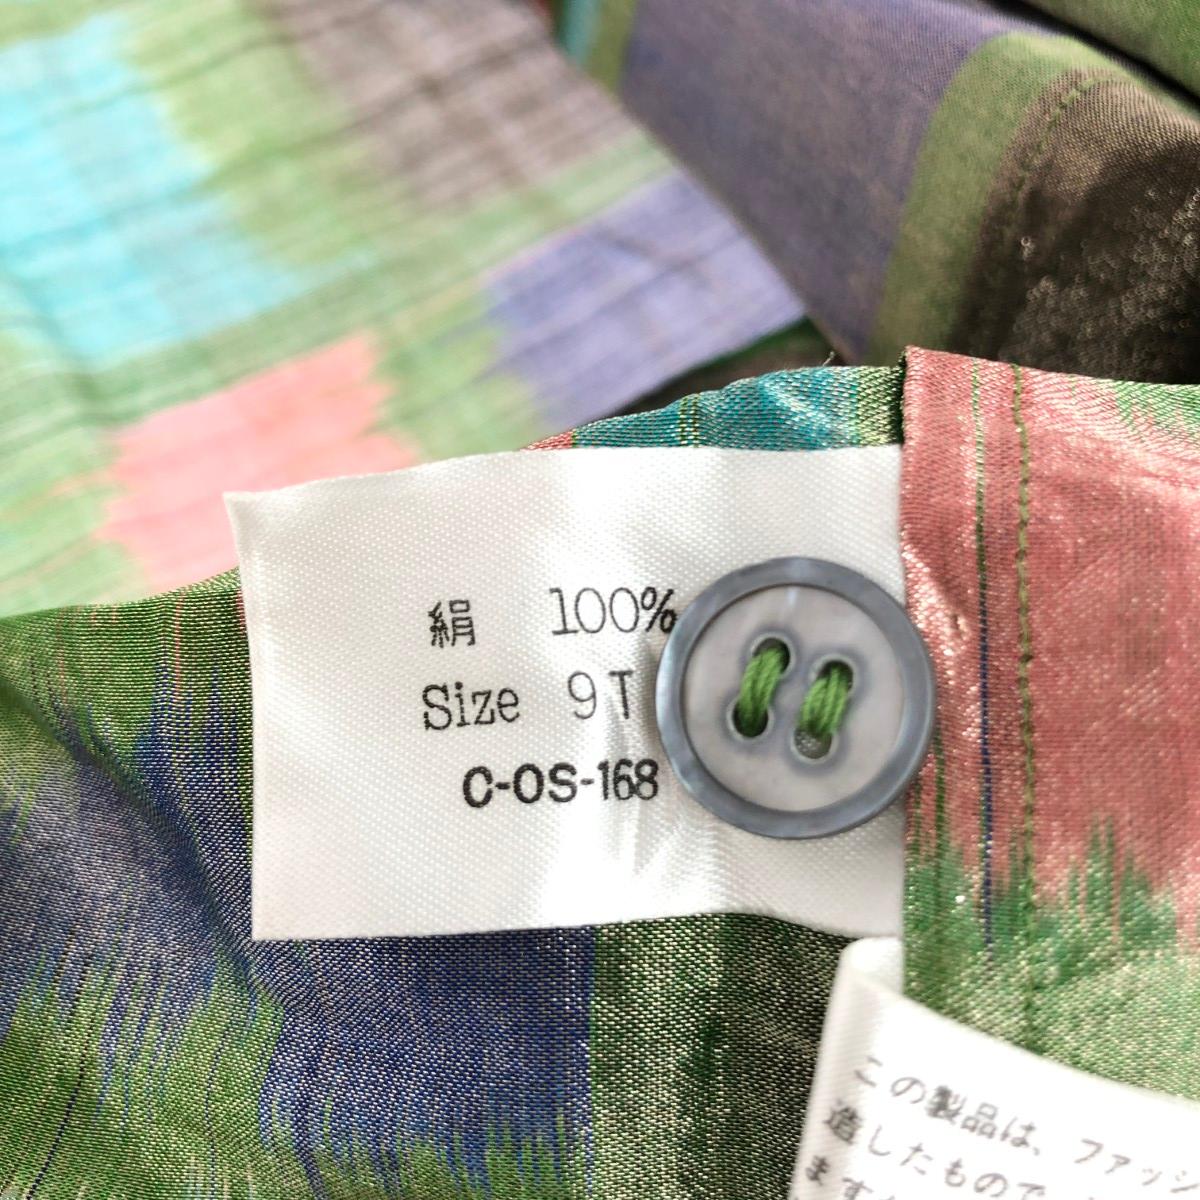 絹 100%
Size 9T
C-OS-168
この製品は、ファッシ
造したもので
ます